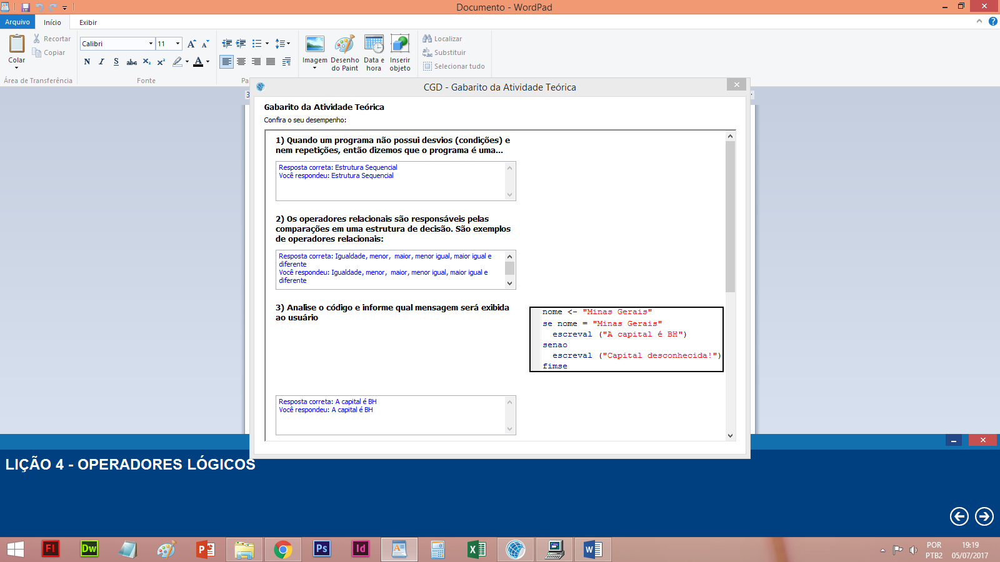 Documento - WordPad
Arquivo
Início
Exibir
Colar
Recortar
Copiar
Área de Transferência
Calibri
11
N I S abc X₂ X² A
Fonte
Pa
Imagem
Desenho
do Paint
Data e
hora
Inserir
objeto
Localizar
Substituir
Selecionar tudo
3
CGD - Gabarito da Atividade Teórica
Gabarito da Atividade Teórica
Confira o seu desempenho:
1) Quando um programa não possui desvios (condições) e
nem repetições, então dizemos que o programa é uma...
Resposta correta: Estrutura Sequencial
Você respondeu: Estrutura Sequencial
2) Os operadores relacionais são responsáveis pelas
comparações em uma estrutura de decisão. São exemplos
de operadores relacionais:
Resposta correta: Igualdade, menor,  maior, menor igual, maior igual e
diferente
Você respondeu: Igualdade, menor,  maior, menor igual, maior igual e
diferente
3) Analise o código e informe qual mensagem será exibida
ao usuário
nome <- "Minas Gerais"
se nome = "Minas Gerais"
escreval ("A capital é BH")
senao
escreval ("Capital desconhecida!")
fimse
Resposta correta: A capital é BH
Você respondeu: A capital é BH
LIÇÃO 4 - OPERADORES LÓGICOS
Fl
Dw
P
Ps
Id
X
W
POR
PTB2
19:19
05/07/2017